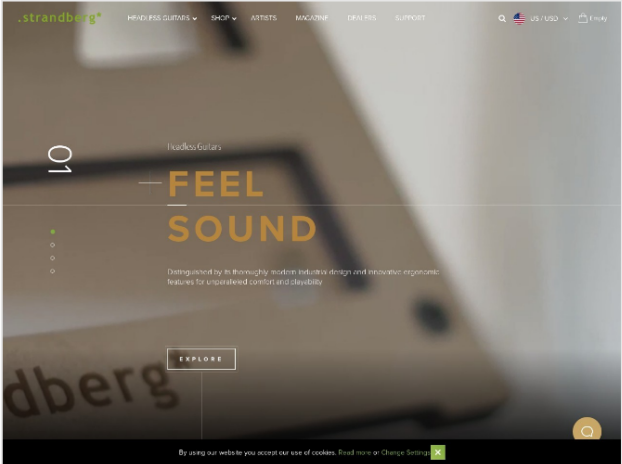 .strandberg*
HEADLESS GUITARS SHOP ARTISTS MAGAZINE DEALERS SUPPORT US / USD Empty
01
Headless Guitars
FEEL
SOUND
Distinguished by its thoroughly modern industrial design and innovative ergonomic
features for unparalleled comfort and playability
EXPLORE
dberg*
By using our website you accept our use of cookies. Read more or Change Settings X